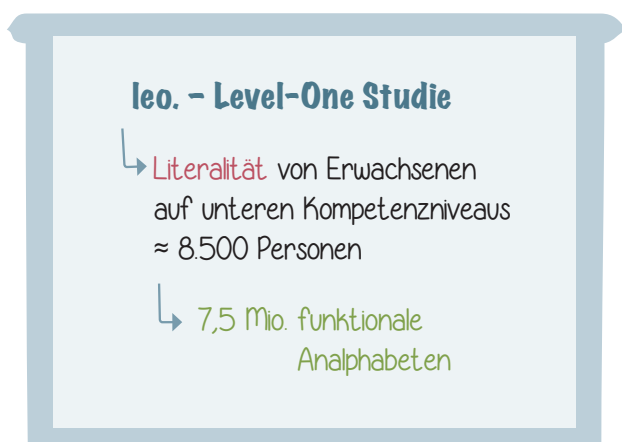 leo. - Level-One Studie
Literalität von Erwachsenen
auf unteren Kompetenzniveaus
≈ 8.500 Personen
7,5 Mio. funktionale
Analphabeten